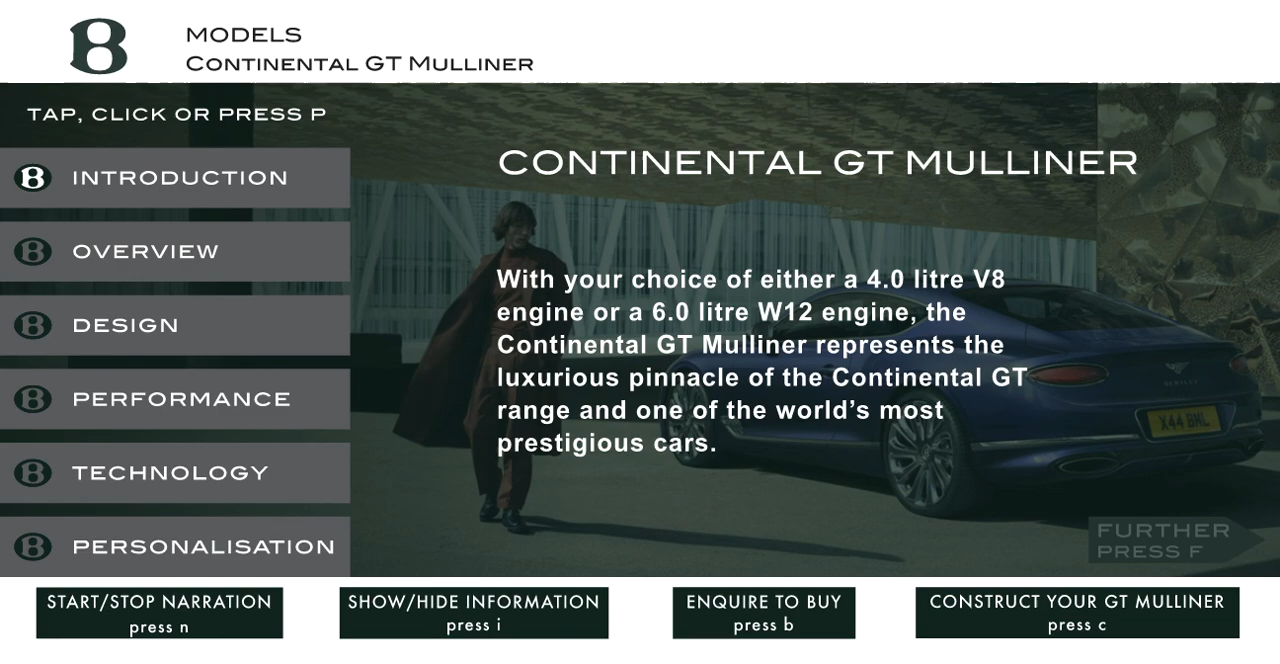 B
MODELS
CONTINENTAL GT MULLINER
TAP, CLICK OR PRESS P
B INTRODUCTION
B OVERVIEW
B DESIGN
B PERFORMANCE
B TECHNOLOGY
B PERSONALISATION
CONTINENTAL GT MULLINER
With your choice of either a 4.0 litre V8
engine or a 6.0 litre W12 engine, the
Continental GT Mulliner represents the
luxurious pinnacle of the Continental GT
range and one of the world’s most
prestigious cars.
BENTLEY
X44 BML
FURTHER
PRESS F
START/STOP NARRATION
press n
SHOW/HIDE INFORMATION
press i
ENQUIRE TO BUY
press b
CONSTRUCT YOUR GT MULLINER
press c